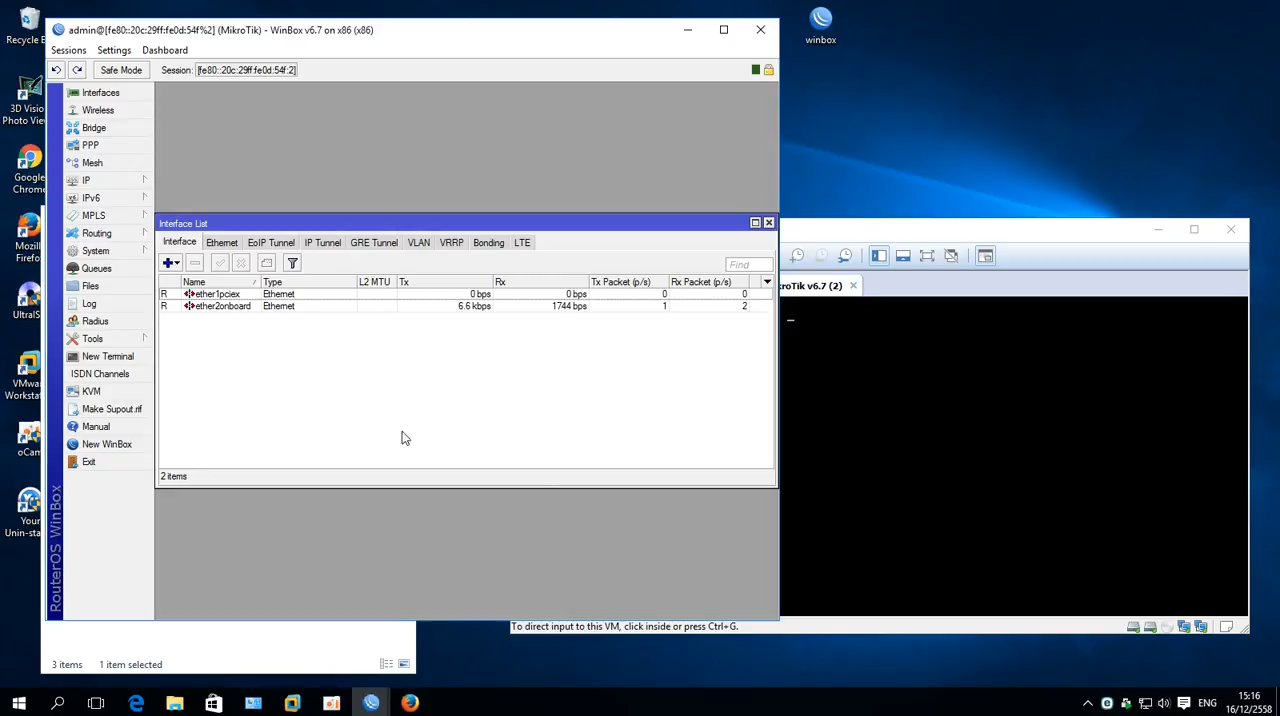 Recycle B
3D Visio
Photo View
Google
Chrome
Mozill
Firefo
UltraIS
VMwar
Workstat
oCam
Your
Unin-sta
winbox
admin@[fe80::20c:29ff:fe0d:54f%2] (MikroTik) - WinBox v6.7 on x86 (x86)
Sessions Settings Dashboard
Safe Mode Session: [fe80::20c:29ff:fe0d:54f:2]
Interfaces
Wireless
Bridge
PPP
Mesh
IP
IPv6
MPLS
Routing
System
Queues
Files
Log
Radius
Tools
New Terminal
ISDN Channels
KVM
Make Supout.rif
Manual
New WinBox
Exit
RouterOS WinBox
Interface List
Interface Ethernet EoIP Tunnel IP Tunnel GRE Tunnel VLAN VRRP Bonding LTE
Find
Name Type L2 MTU Tx Rx Tx Packet (p/s) Rx Packet (p/s)
R ether1pciex Ethernet 0 bps 0 bps 0 0
R ether2onboard Ethernet 6.6 kbps 1744 bps 1 2
2 items
kroTik v6.7 (2)
To direct input to this VM, click inside or press Ctrl+G.
3 items 1 item selected
ENG
15:16
16/12/2558